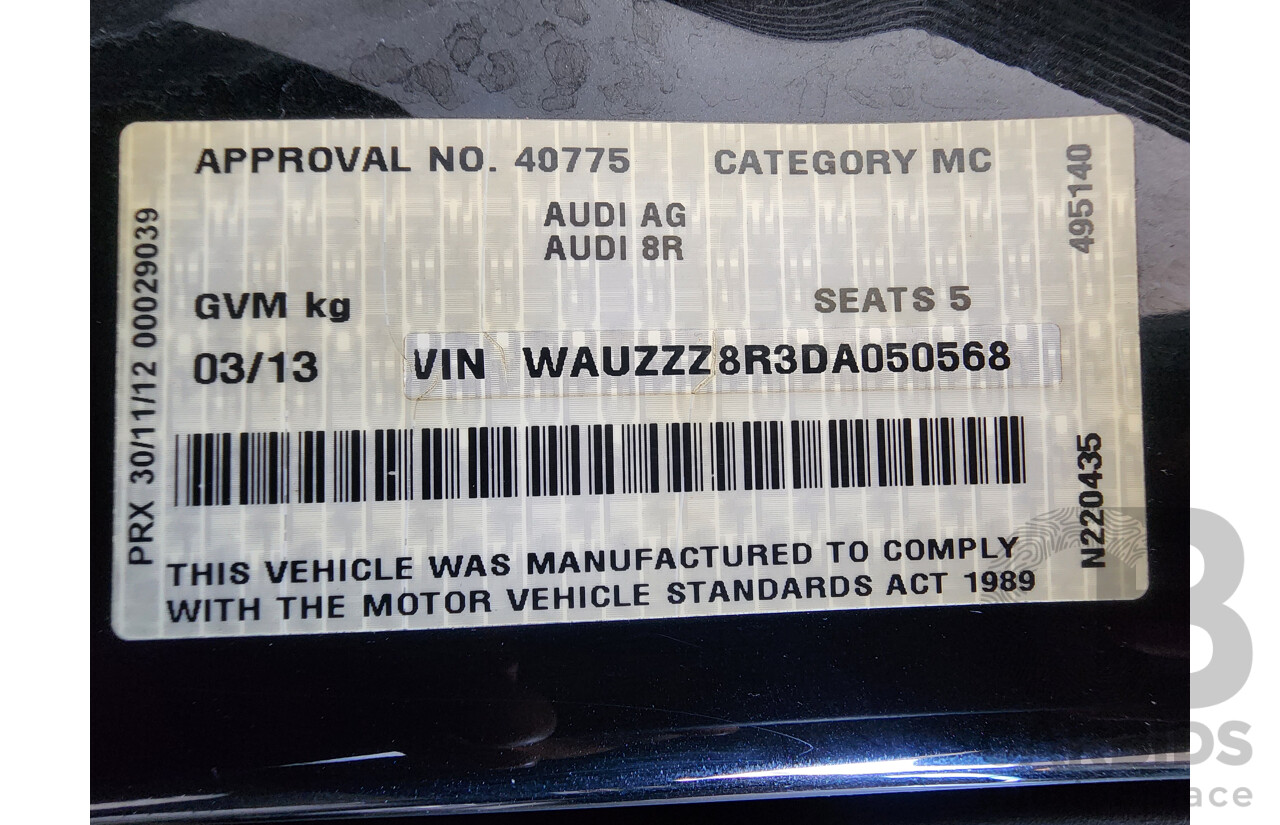 APPROVAL NO. 40775 CATEGORY MC
AUDI AG
AUDI 8R
GVM kg SEATS 5
03/13 VIN WAUZZZ8R3DA050568
THIS VEHICLE WAS MANUFACTURED TO COMPLY
WITH THE MOTOR VEHICLE STANDARDS ACT 1989
PRX 30/11/12 00029039
495140
N220435